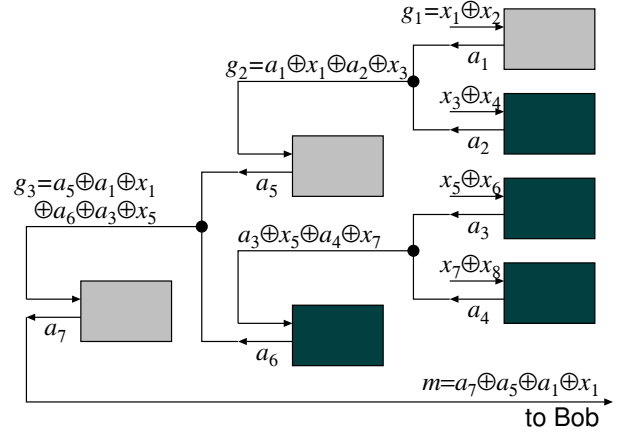 g₁=x₁⊕x₂
a₁
g₂=a₁⊕x₁⊕a₂⊕x₃
x₃⊕x₄
a₂
a₅
x₅⊕x₆
a₃
g₃=a₅⊕a₁⊕x₁
⊕a₆⊕a₃⊕x₅
a₃⊕x₅⊕a₄⊕x₇
x₇⊕x₈
a₄
a₇
a₆
m=a₇⊕a₅⊕a₁⊕x₁
to Bob